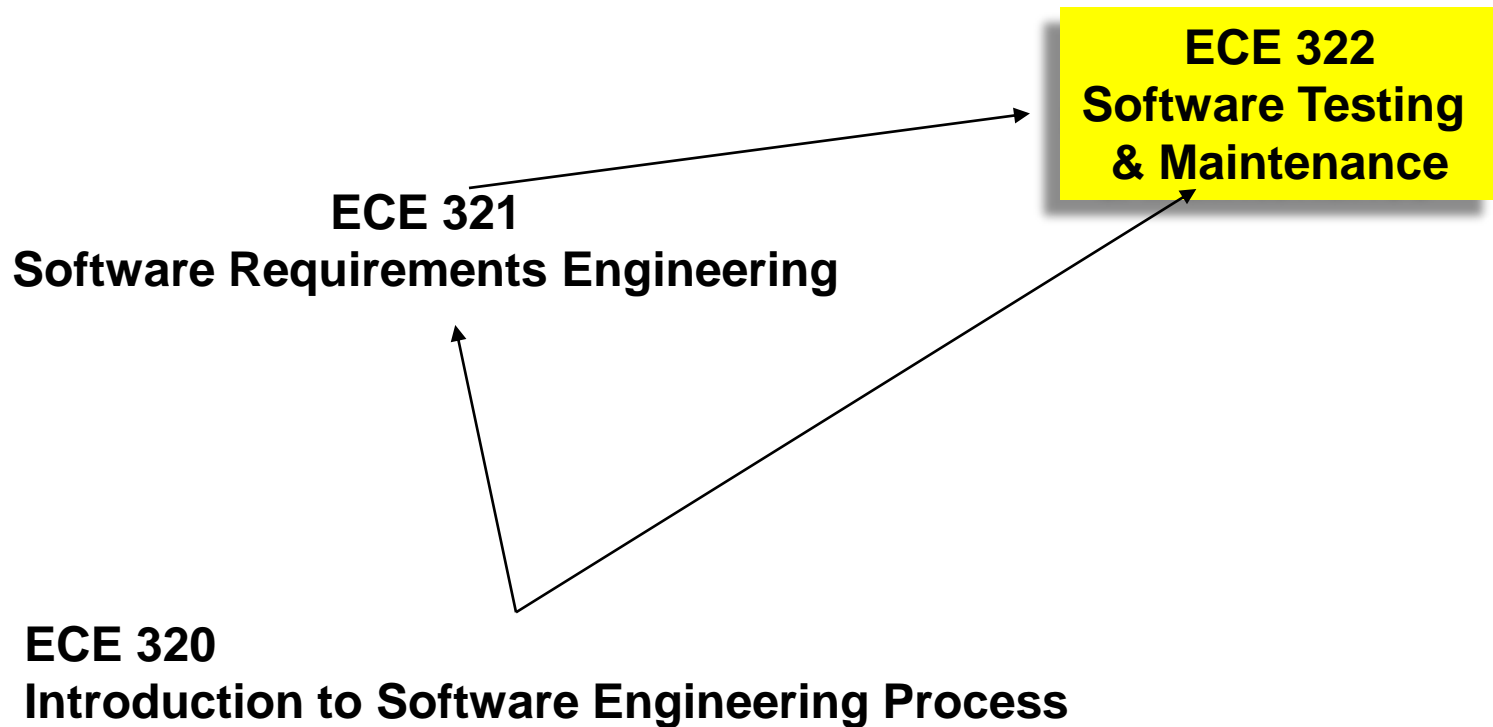 ECE 322
Software Testing
& Maintenance
ECE 321
Software Requirements Engineering
ECE 320
Introduction to Software Engineering Process